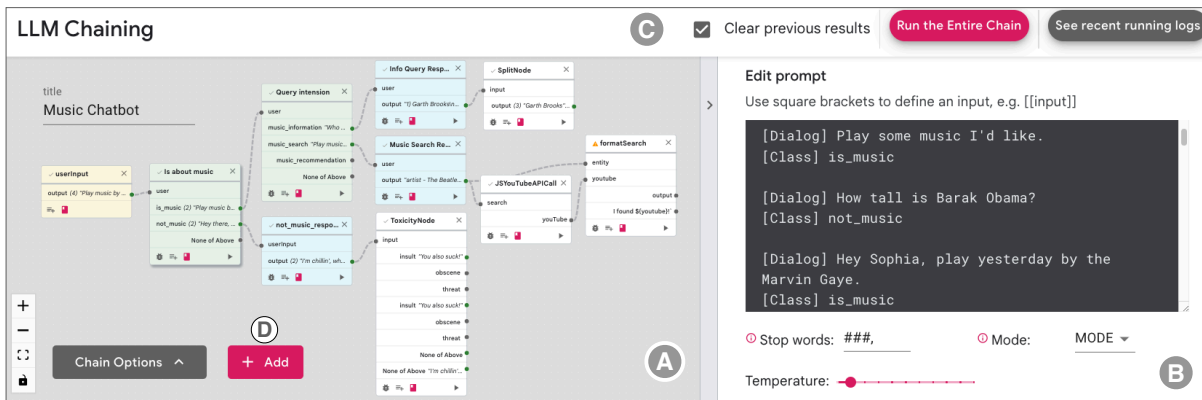 LLM Chaining
C
Clear previous results
Run the Entire Chain
See recent running logs
title
Music Chatbot
userInput
output (4) "Play music by ...
Is about music
user
is_music (2) "Play music b...
not_music (2) "Hey there, ...
None of Above
Query intension
user
music_information "Who ...
music_search "Play music...
music_recommendation
None of Above
not_music_respo...
userInput
output (2) "I'm chillin', wh...
Info Query Resp...
user
output "1) Garth Brooks\n...
SplitNode
input
output (3) "Garth Brooks"...
Music Search Re...
user
output "artist - The Beatle...
ToxicityNode
input
insult "You also suck!"
obscene
threat
insult "You also suck!"
obscene
threat
None of Above
None of Above "I'm chillin'...
JSYouTubeAPICall
search
youTube
formatSearch
entity
youtube
output
I found ${youtube}!`
Chain Options
D
+ Add
A
Edit prompt
Use square brackets to define an input, e.g. [[input]]
[Dialog] Play some music I'd like.
[Class] is_music
[Dialog] How tall is Barak Obama?
[Class] not_music
[Dialog] Hey Sophia, play yesterday by the
Marvin Gaye.
[Class] is_music
Stop words: ###,
Mode: MODE
Temperature:
B